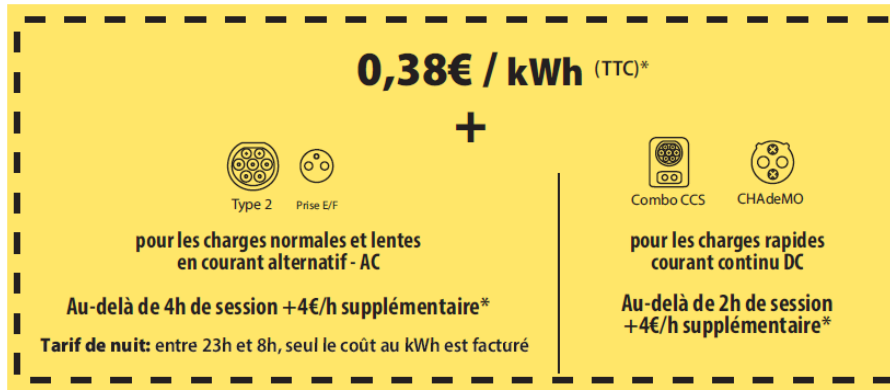 0,38€ / kWh (TTC)*
+
Type 2
Prise E/F
pour les charges normales et lentes
en courant alternatif - AC
Au-delà de 4h de session +4€/h supplémentaire*
Tarif de nuit: entre 23h et 8h, seul le coût au kWh est facturé
Combo CCS
CHAdeMO
pour les charges rapides
courant continu DC
Au-delà de 2h de session
+4€/h supplémentaire*